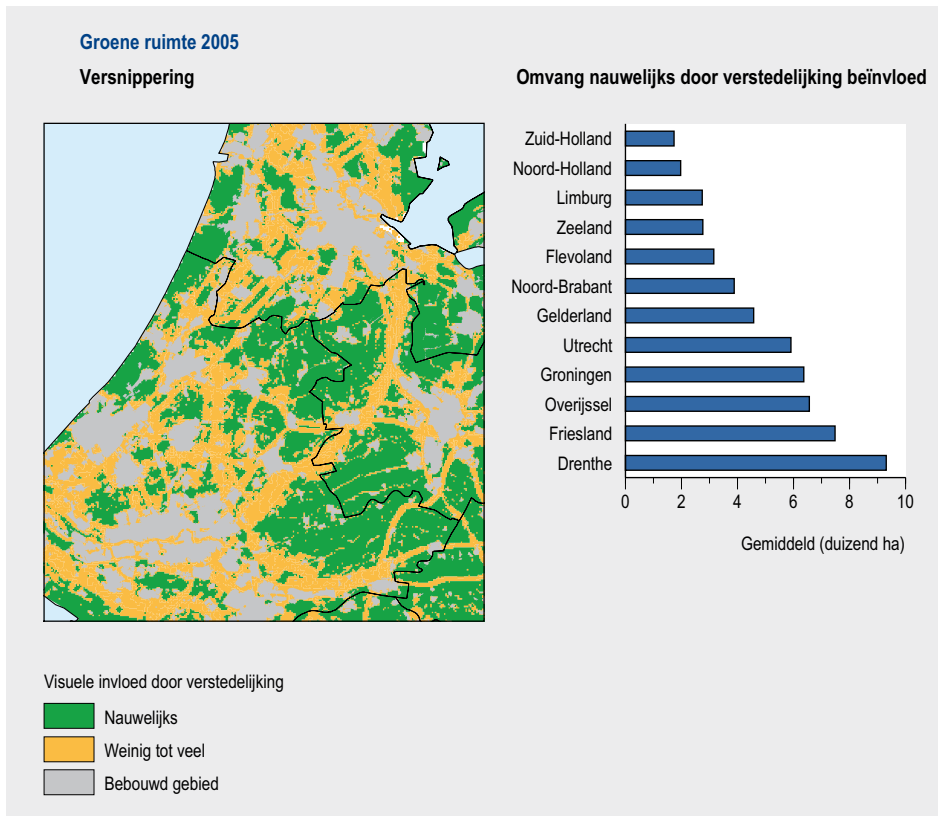 Groene ruimte 2005
Versnippering
Omvang nauwelijks door verstedelijking beïnvloed
Zuid-Holland
Noord-Holland
Limburg
Zeeland
Flevoland
Noord-Brabant
Gelderland
Utrecht
Groningen
Overijssel
Friesland
Drenthe
0 2 4 6 8 10
Gemiddeld (duizend ha)
Visuele invloed door verstedelijking
Nauwelijks
Weinig tot veel
Bebouwd gebied